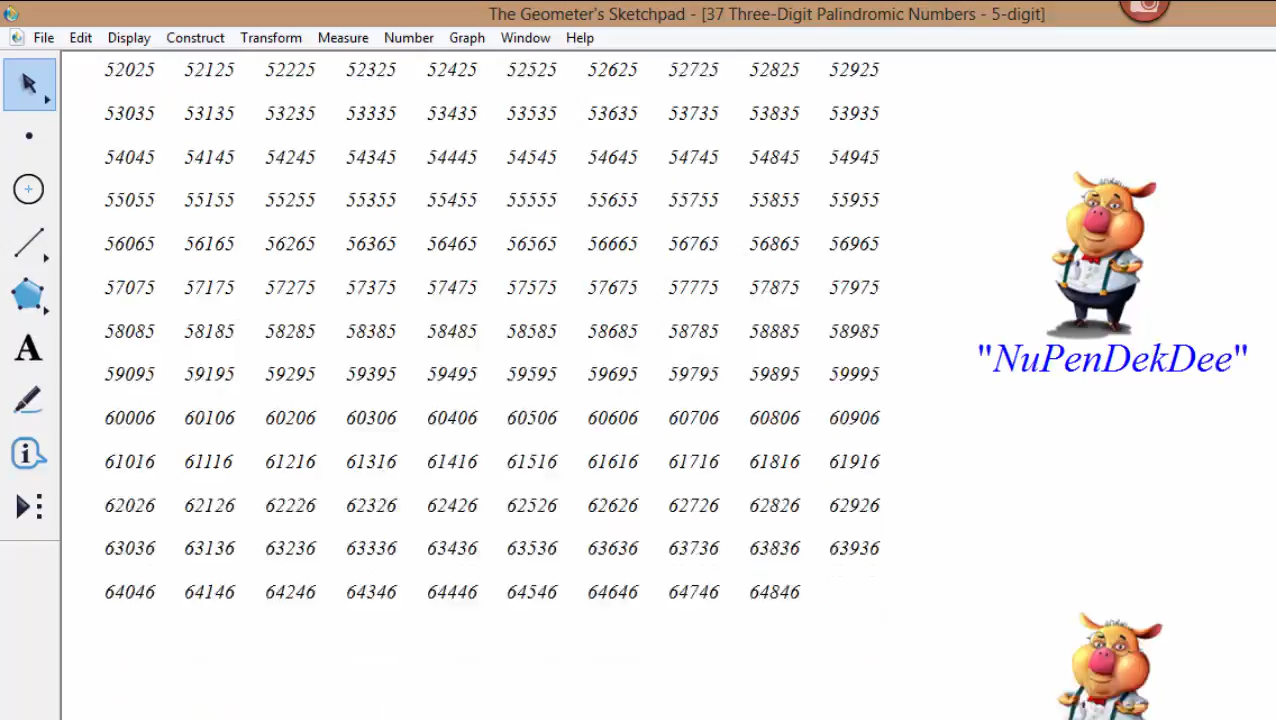 The Geometer's Sketchpad - [37 Three-Digit Palindromic Numbers - 5-digit]
File Edit Display Construct Transform Measure Number Graph Window Help
52025 52125 52225 52325 52425 52525 52625 52725 52825 52925
53035 53135 53235 53335 53435 53535 53635 53735 53835 53935
54045 54145 54245 54345 54445 54545 54645 54745 54845 54945
55055 55155 55255 55355 55455 55555 55655 55755 55855 55955
56065 56165 56265 56365 56465 56565 56665 56765 56865 56965
57075 57175 57275 57375 57475 57575 57675 57775 57875 57975
58085 58185 58285 58385 58485 58585 58685 58785 58885 58985
59095 59195 59295 59395 59495 59595 59695 59795 59895 59995
60006 60106 60206 60306 60406 60506 60606 60706 60806 60906
61016 61116 61216 61316 61416 61516 61616 61716 61816 61916
62026 62126 62226 62326 62426 62526 62626 62726 62826 62926
63036 63136 63236 63336 63436 63536 63636 63736 63836 63936
64046 64146 64246 64346 64446 64546 64646 64746 64846
"NuPenDekDee"
A